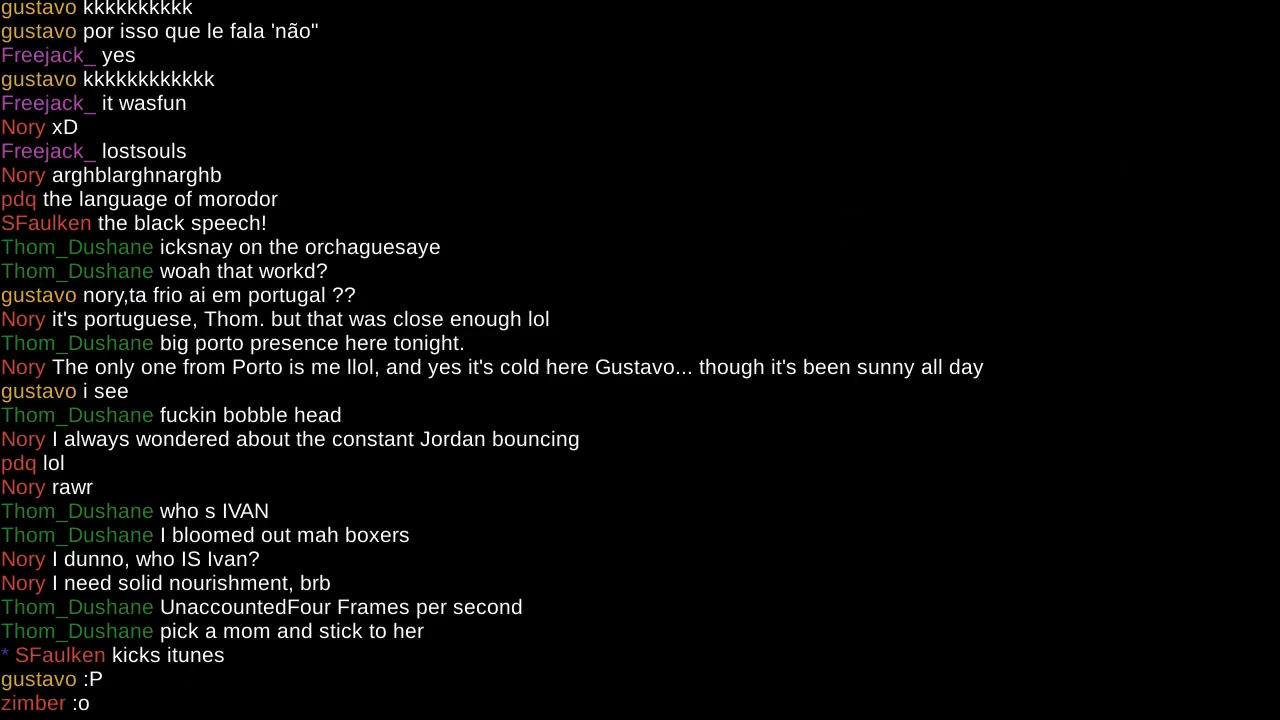 gustavo kkkkkkkkkk
gustavo por isso que le fala 'não"
Freejack_ yes
gustavo kkkkkkkkkkkk
Freejack_ it wasfun
Nory xD
Freejack_ lostsouls
Nory arghblarghnarghb
pdq the language of morodor
SFaulken the black speech!
Thom_Dushane icksnay on the orchaguesaye
Thom_Dushane woah that workd?
gustavo nory,ta frio ai em portugal ??
Nory it's portuguese, Thom. but that was close enough lol
Thom_Dushane big porto presence here tonight.
Nory The only one from Porto is me llol, and yes it's cold here Gustavo... though it's been sunny all day
gustavo i see
Thom_Dushane fuckin bobble head
Nory I always wondered about the constant Jordan bouncing
pdq lol
Nory rawr
Thom_Dushane who s IVAN
Thom_Dushane I bloomed out mah boxers
Nory I dunno, who IS Ivan?
Nory I need solid nourishment, brb
Thom_Dushane UnaccountedFour Frames per second
Thom_Dushane pick a mom and stick to her
* SFaulken kicks itunes
gustavo :P
zimber :o